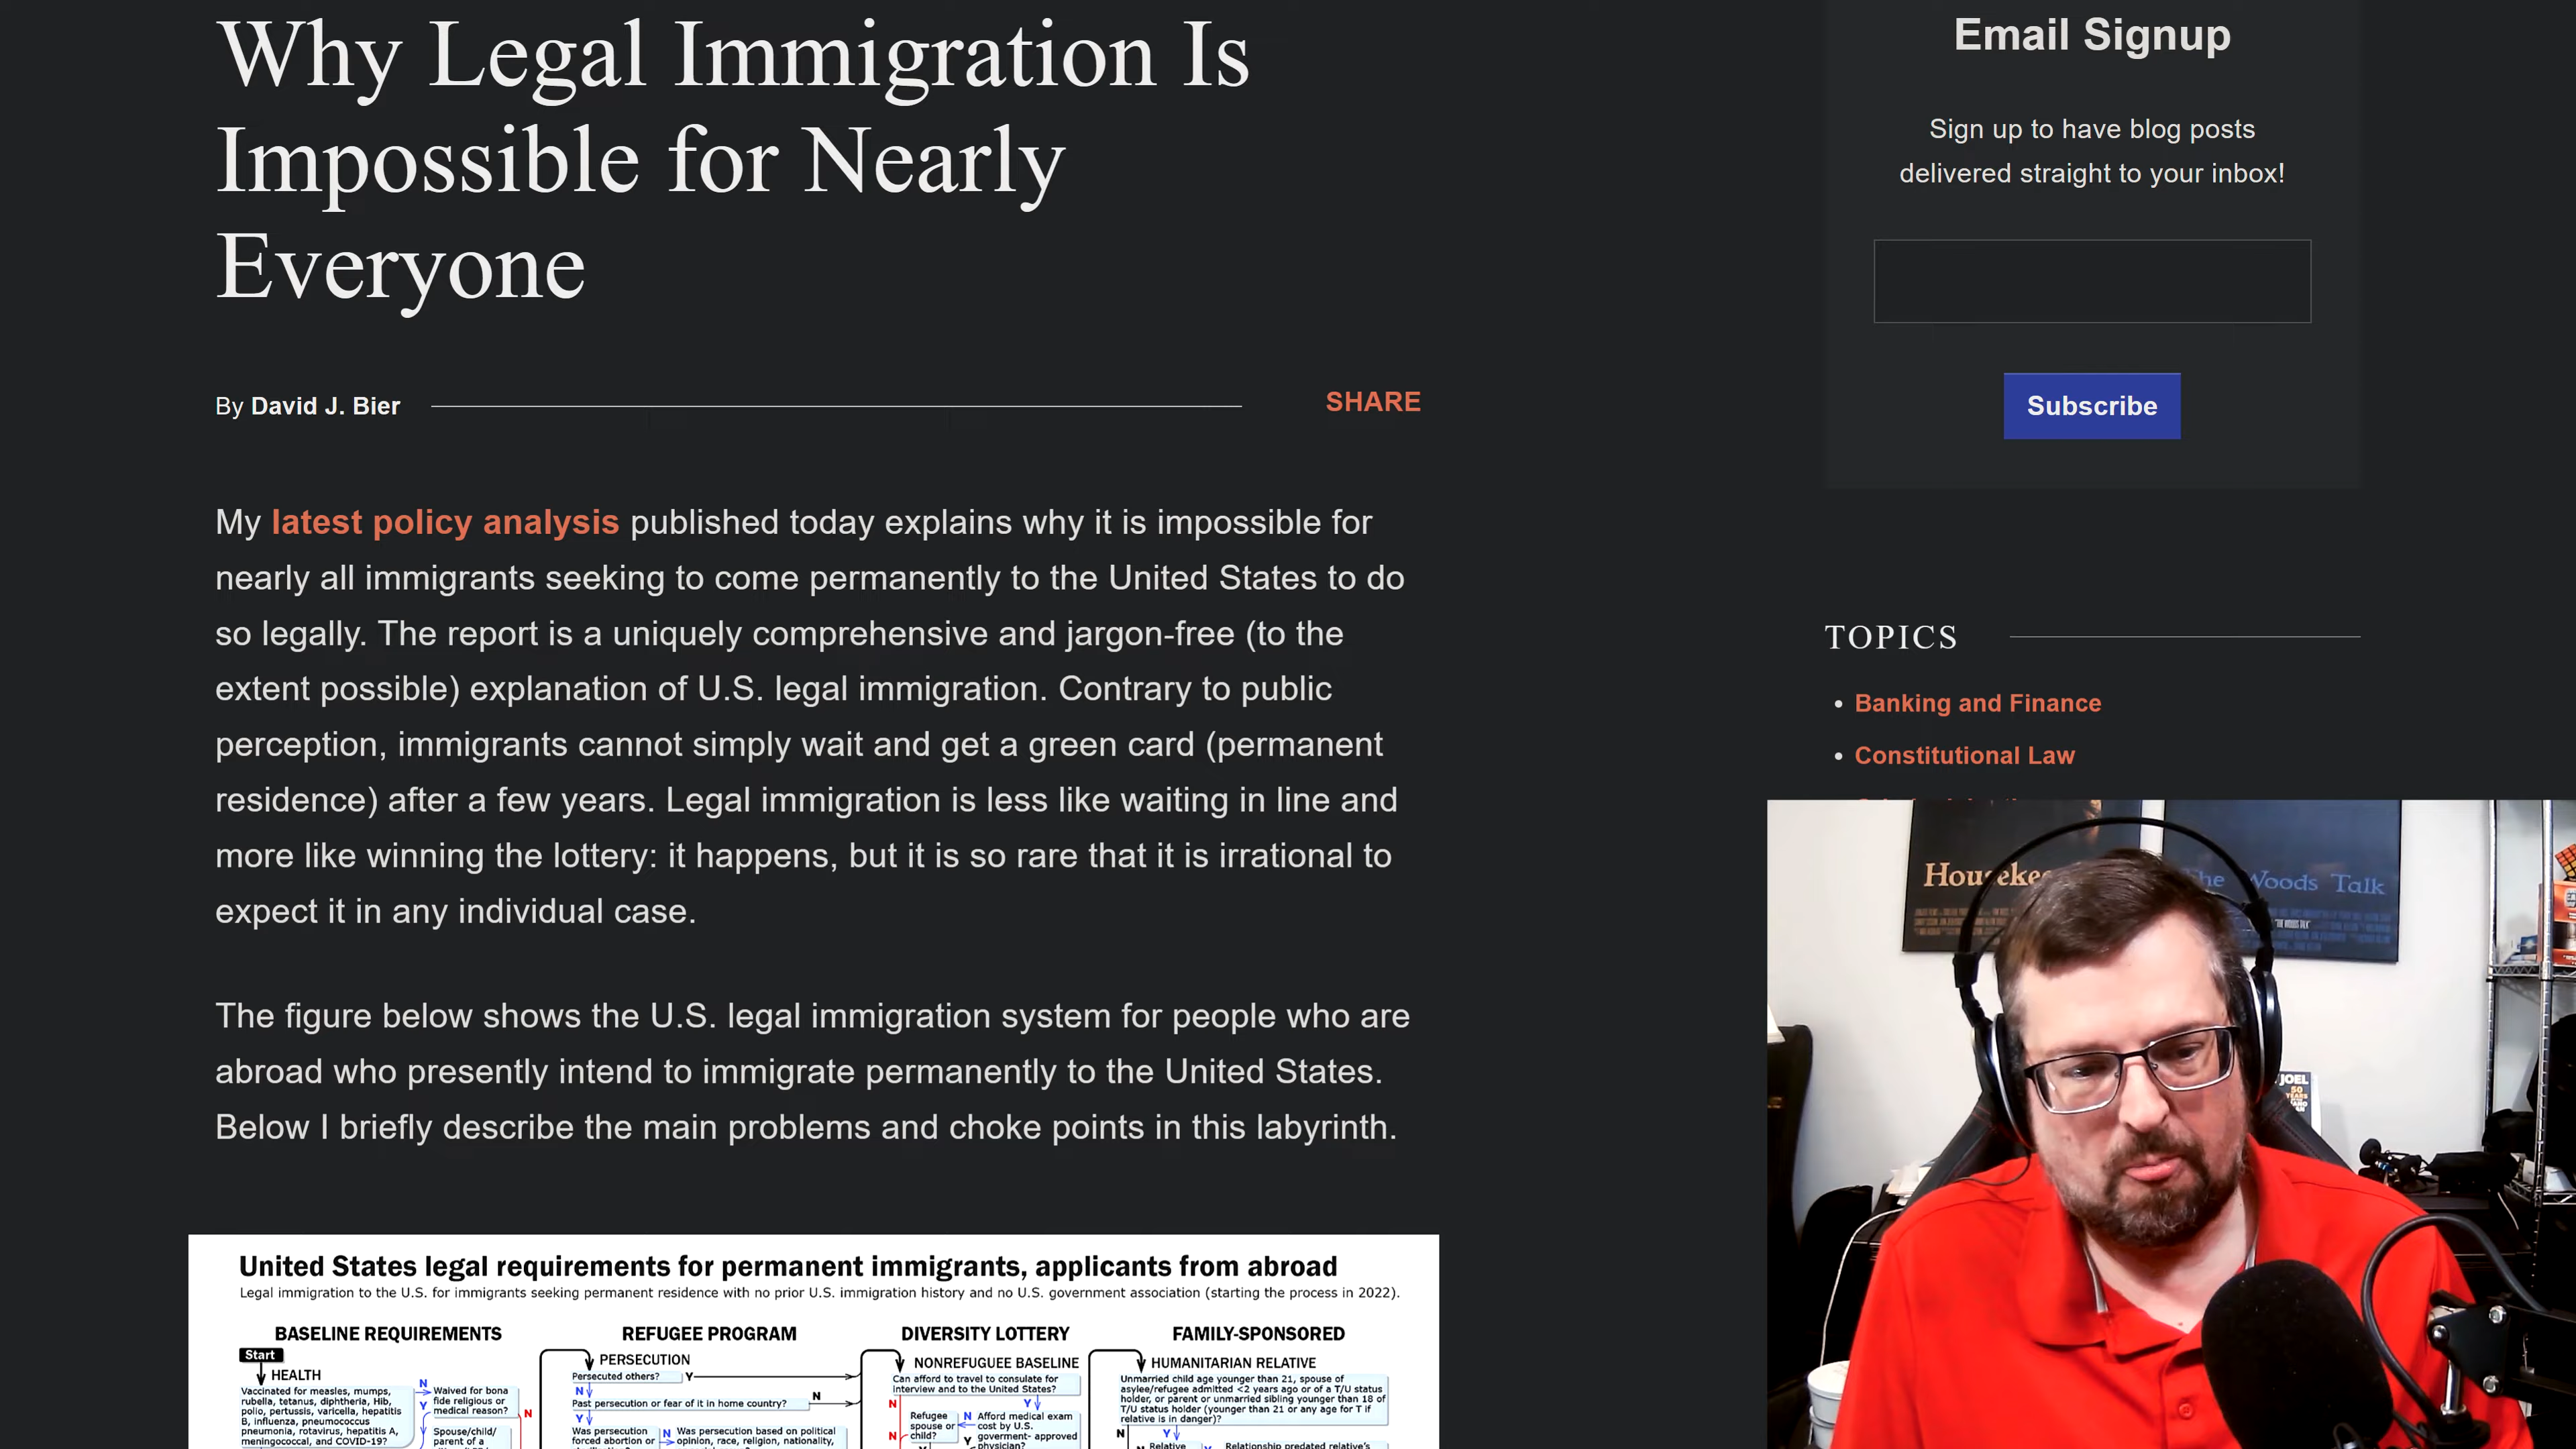 Why Legal Immigration Is
Impossible for Nearly
Everyone
By David J. Bier
SHARE
My latest policy analysis published today explains why it is impossible for
nearly all immigrants seeking to come permanently to the United States to do
so legally. The report is a uniquely comprehensive and jargon-free (to the
extent possible) explanation of U.S. legal immigration. Contrary to public
perception, immigrants cannot simply wait and get a green card (permanent
residence) after a few years. Legal immigration is less like waiting in line and
more like winning the lottery: it happens, but it is so rare that it is irrational to
expect it in any individual case.
The figure below shows the U.S. legal immigration system for people who are
abroad who presently intend to immigrate permanently to the United States.
Below I briefly describe the main problems and choke points in this labyrinth.
United States legal requirements for permanent immigrants, applicants from abroad
Legal immigration to the U.S. for immigrants seeking permanent residence with no prior U.S. immigration history and no U.S. government association (starting the process in 2022).
BASELINE REQUIREMENTS
Start
HEALTH
Vaccinated for measles, mumps,
rubella, tetanus, diphtheria, Hib,
polio, pertussis, varicella, hepatitis
B, influenza, pneumococcus
pneumonia, rotavirus, hepatitis A,
meningococcal, and COVID-19?
N
Y
Waived for bona
fide religious or
medical reason?
N
Spouse/child/
parent of a
REFUGEE PROGRAM
PERSECUTION
Persecuted others?
Y
N
Past persecution or fear of it in home country?
N
Y
Was persecution
forced abortion or
N
Was persecution based on political
opinion, race, religion, nationality,
DIVERSITY LOTTERY
NONREFUGUEE BASELINE
Can afford to travel to consulate for
interview and to the United States?
N
Y
Refugee
spouse or
child?
N
Afford medical exam
cost by U.S.
goverment- approved
physician?
N
Y
FAMILY-SPONSORED
HUMANITARIAN RELATIVE
Unmarried child age younger than 21, spouse of
asylee/refugee admitted <2 years ago or of a T/U status
holder, or parent or unmarried sibling younger than 18 of
T/U status holder (younger than 21 or any age for T if
relative is in danger)?
N
Y
Relative
Y
Relationship predated relative's
Email Signup
Sign up to have blog posts
delivered straight to your inbox!
Subscribe
TOPICS
Banking and Finance
Constitutional Law
Houseke
The Woods Talk
"THE WOODS TALK"
JOEL
50
YEARS